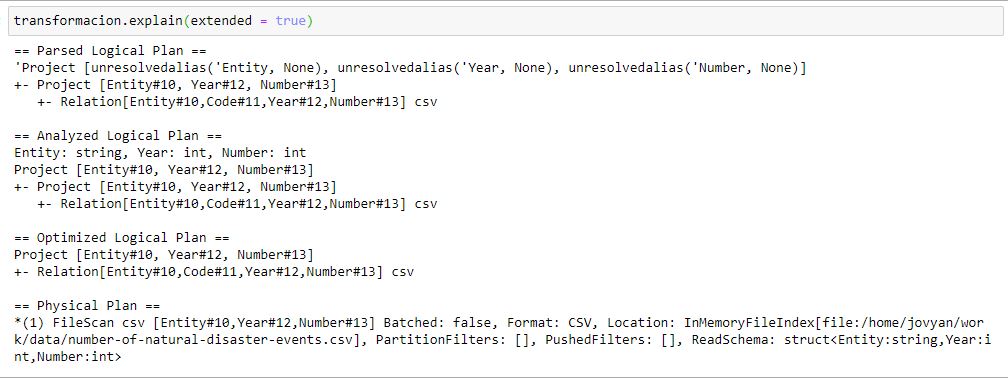 transformacion.explain(extended = true)
== Parsed Logical Plan ==
'Project [unresolvedalias('Entity, None), unresolvedalias('Year, None), unresolvedalias('Number, None)]
+- Project [Entity#10, Year#12, Number#13]
   +- Relation[Entity#10,Code#11,Year#12,Number#13] csv

== Analyzed Logical Plan ==
Entity: string, Year: int, Number: int
Project [Entity#10, Year#12, Number#13]
+- Project [Entity#10, Year#12, Number#13]
   +- Relation[Entity#10,Code#11,Year#12,Number#13] csv

== Optimized Logical Plan ==
Project [Entity#10, Year#12, Number#13]
+- Relation[Entity#10,Code#11,Year#12,Number#13] csv

== Physical Plan ==
*(1) FileScan csv [Entity#10,Year#12,Number#13] Batched: false, Format: CSV, Location: InMemoryFileIndex[file:/home/jovyan/wor
k/data/number-of-natural-disaster-events.csv], PartitionFilters: [], PushedFilters: [], ReadSchema: struct<Entity:string,Year:i
nt,Number:int>